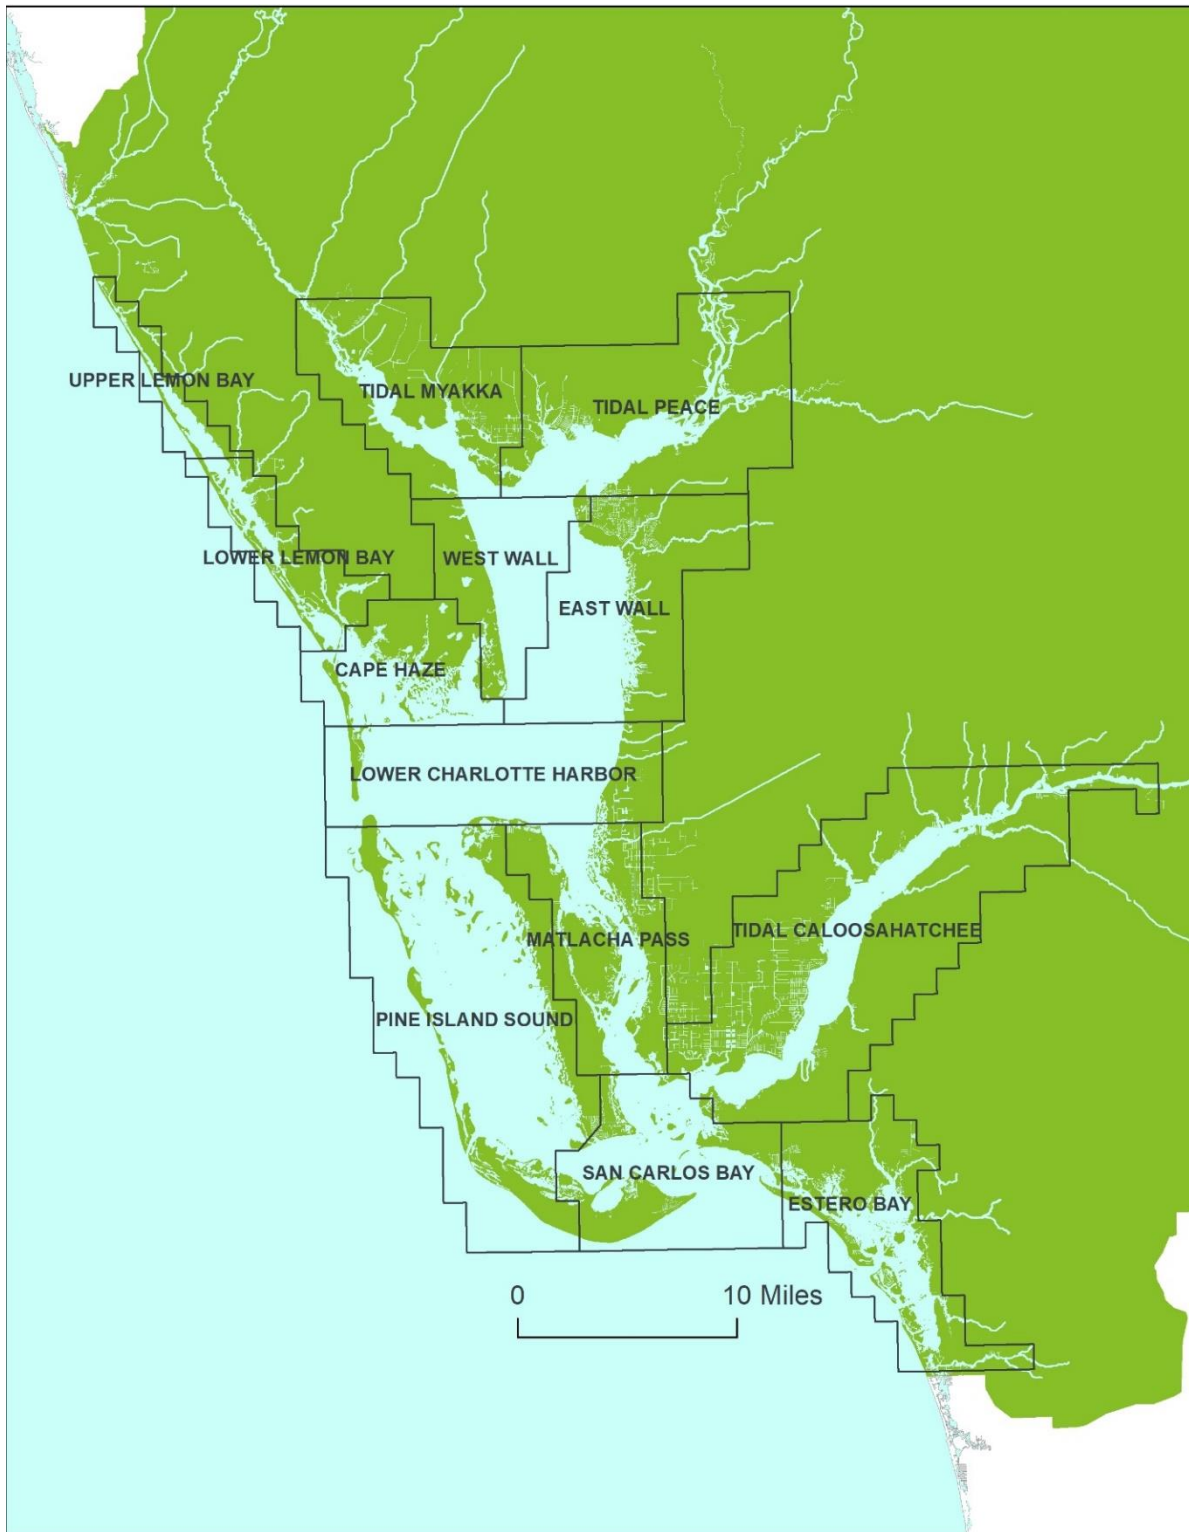 UPPER LEMON BAY
TIDAL MYAKKA
TIDAL PEACE
LOWER LEMON BAY
WEST WALL
EAST WALL
CAPE HAZE
LOWER CHARLOTTE HARBOR
MATLACHA PASS
TIDAL CALOOSAHATCHEE
PINE ISLAND SOUND
SAN CARLOS BAY
ESTERO BAY
0 10 Miles